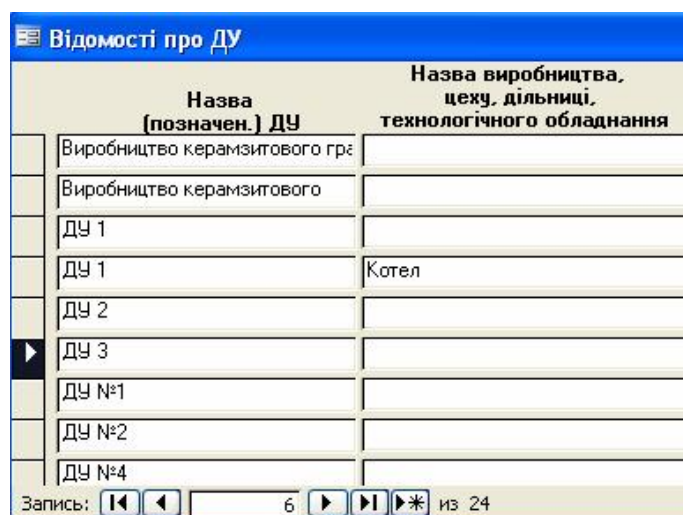 Відомості про ДУ
Назва
(позначен.) ДУ
Назва виробництва,
цеху, дільниці,
технологічного обладнання
Виробництво керамзитового гра
Виробництво керамзитового
ДУ 1
ДУ 1 Котел
ДУ 2
ДУ 3
ДУ №1
ДУ №2
ДУ №4
Запись: 6 из 24